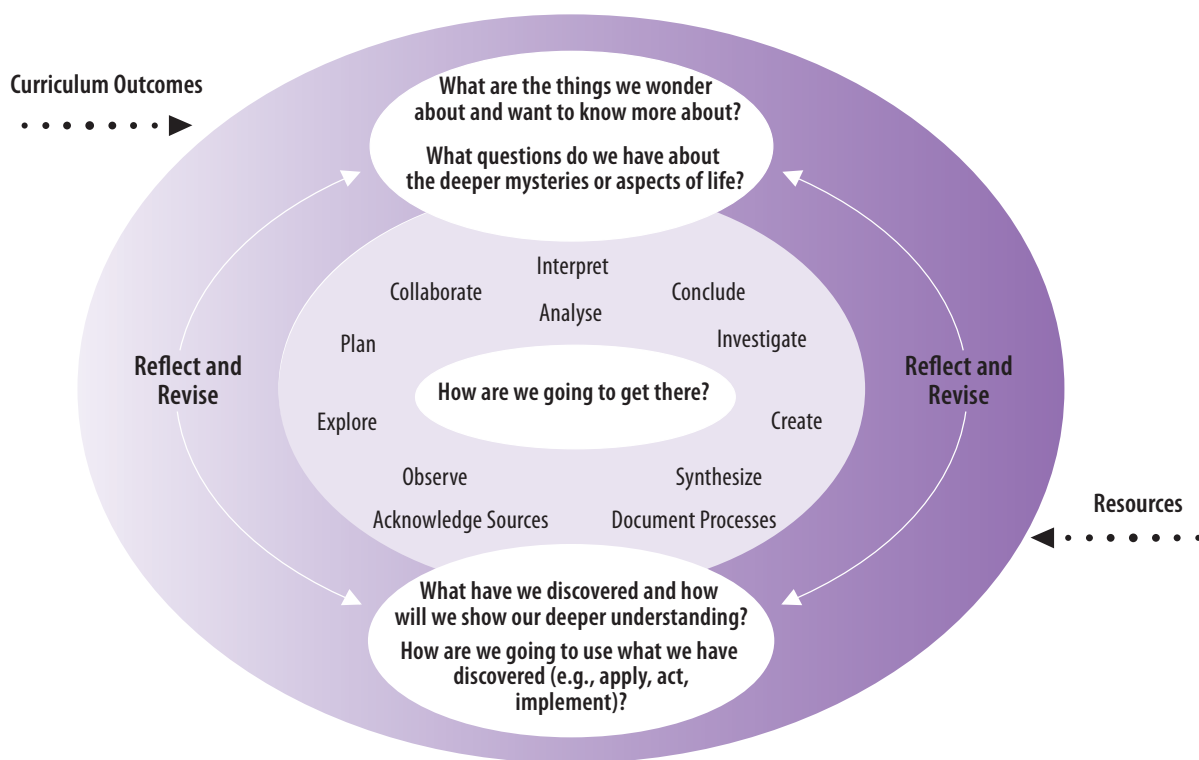 Curriculum Outcomes
What are the things we wonder
about and want to know more about?
What questions do we have about
the deeper mysteries or aspects of life?
Interpret
Collaborate
Conclude
Analyse
Plan
Investigate
Reflect and
Revise
How are we going to get there?
Reflect and
Revise
Explore
Create
Observe
Synthesize
Acknowledge Sources
Document Processes
Resources
What have we discovered and how
will we show our deeper understanding?
How are we going to use what we have
discovered (e.g., apply, act,
implement)?